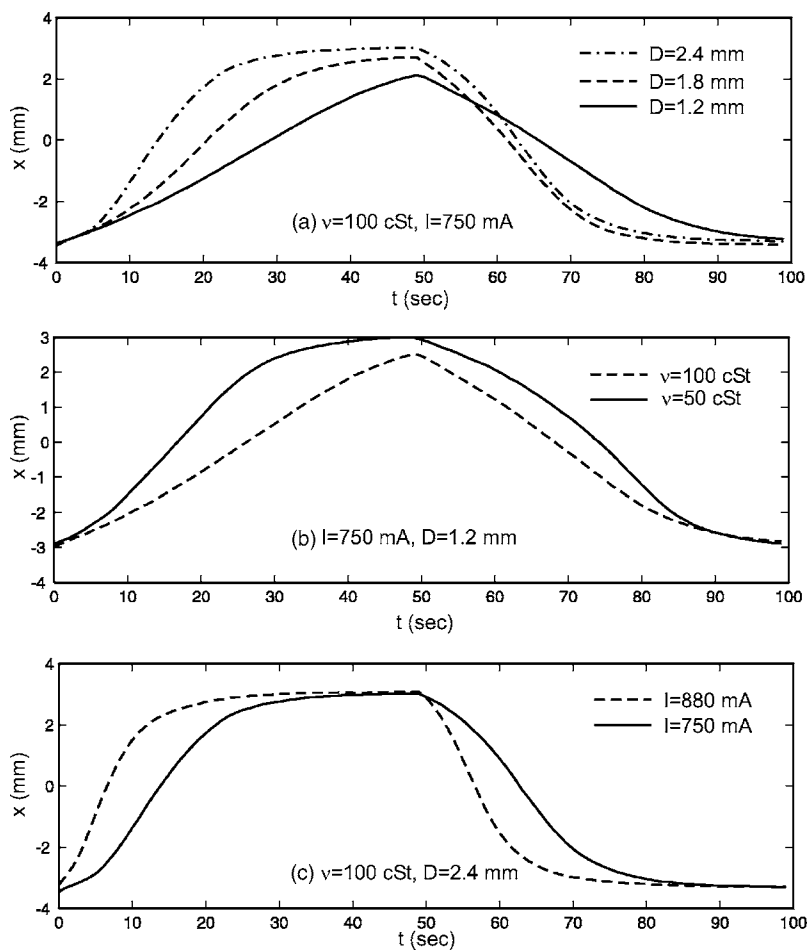 4
2
0
-2
-4
x (mm)
D=2.4 mm
D=1.8 mm
D=1.2 mm
(a) ν=100 cSt, I=750 mA
0 10 20 30 40 50 60 70 80 90 100
t (sec)
3
2
1
0
-1
-2
-3
-4
x (mm)
ν=100 cSt
ν=50 cSt
(b) I=750 mA, D=1.2 mm
0 10 20 30 40 50 60 70 80 90 100
t (sec)
4
2
0
-2
-4
x (mm)
I=880 mA
I=750 mA
(c) ν=100 cSt, D=2.4 mm
0 10 20 30 40 50 60 70 80 90 100
t (sec)